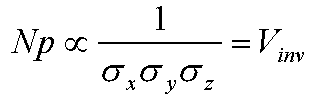 Np ∝ 1 / (σ_x σ_y σ_z) = V_inv